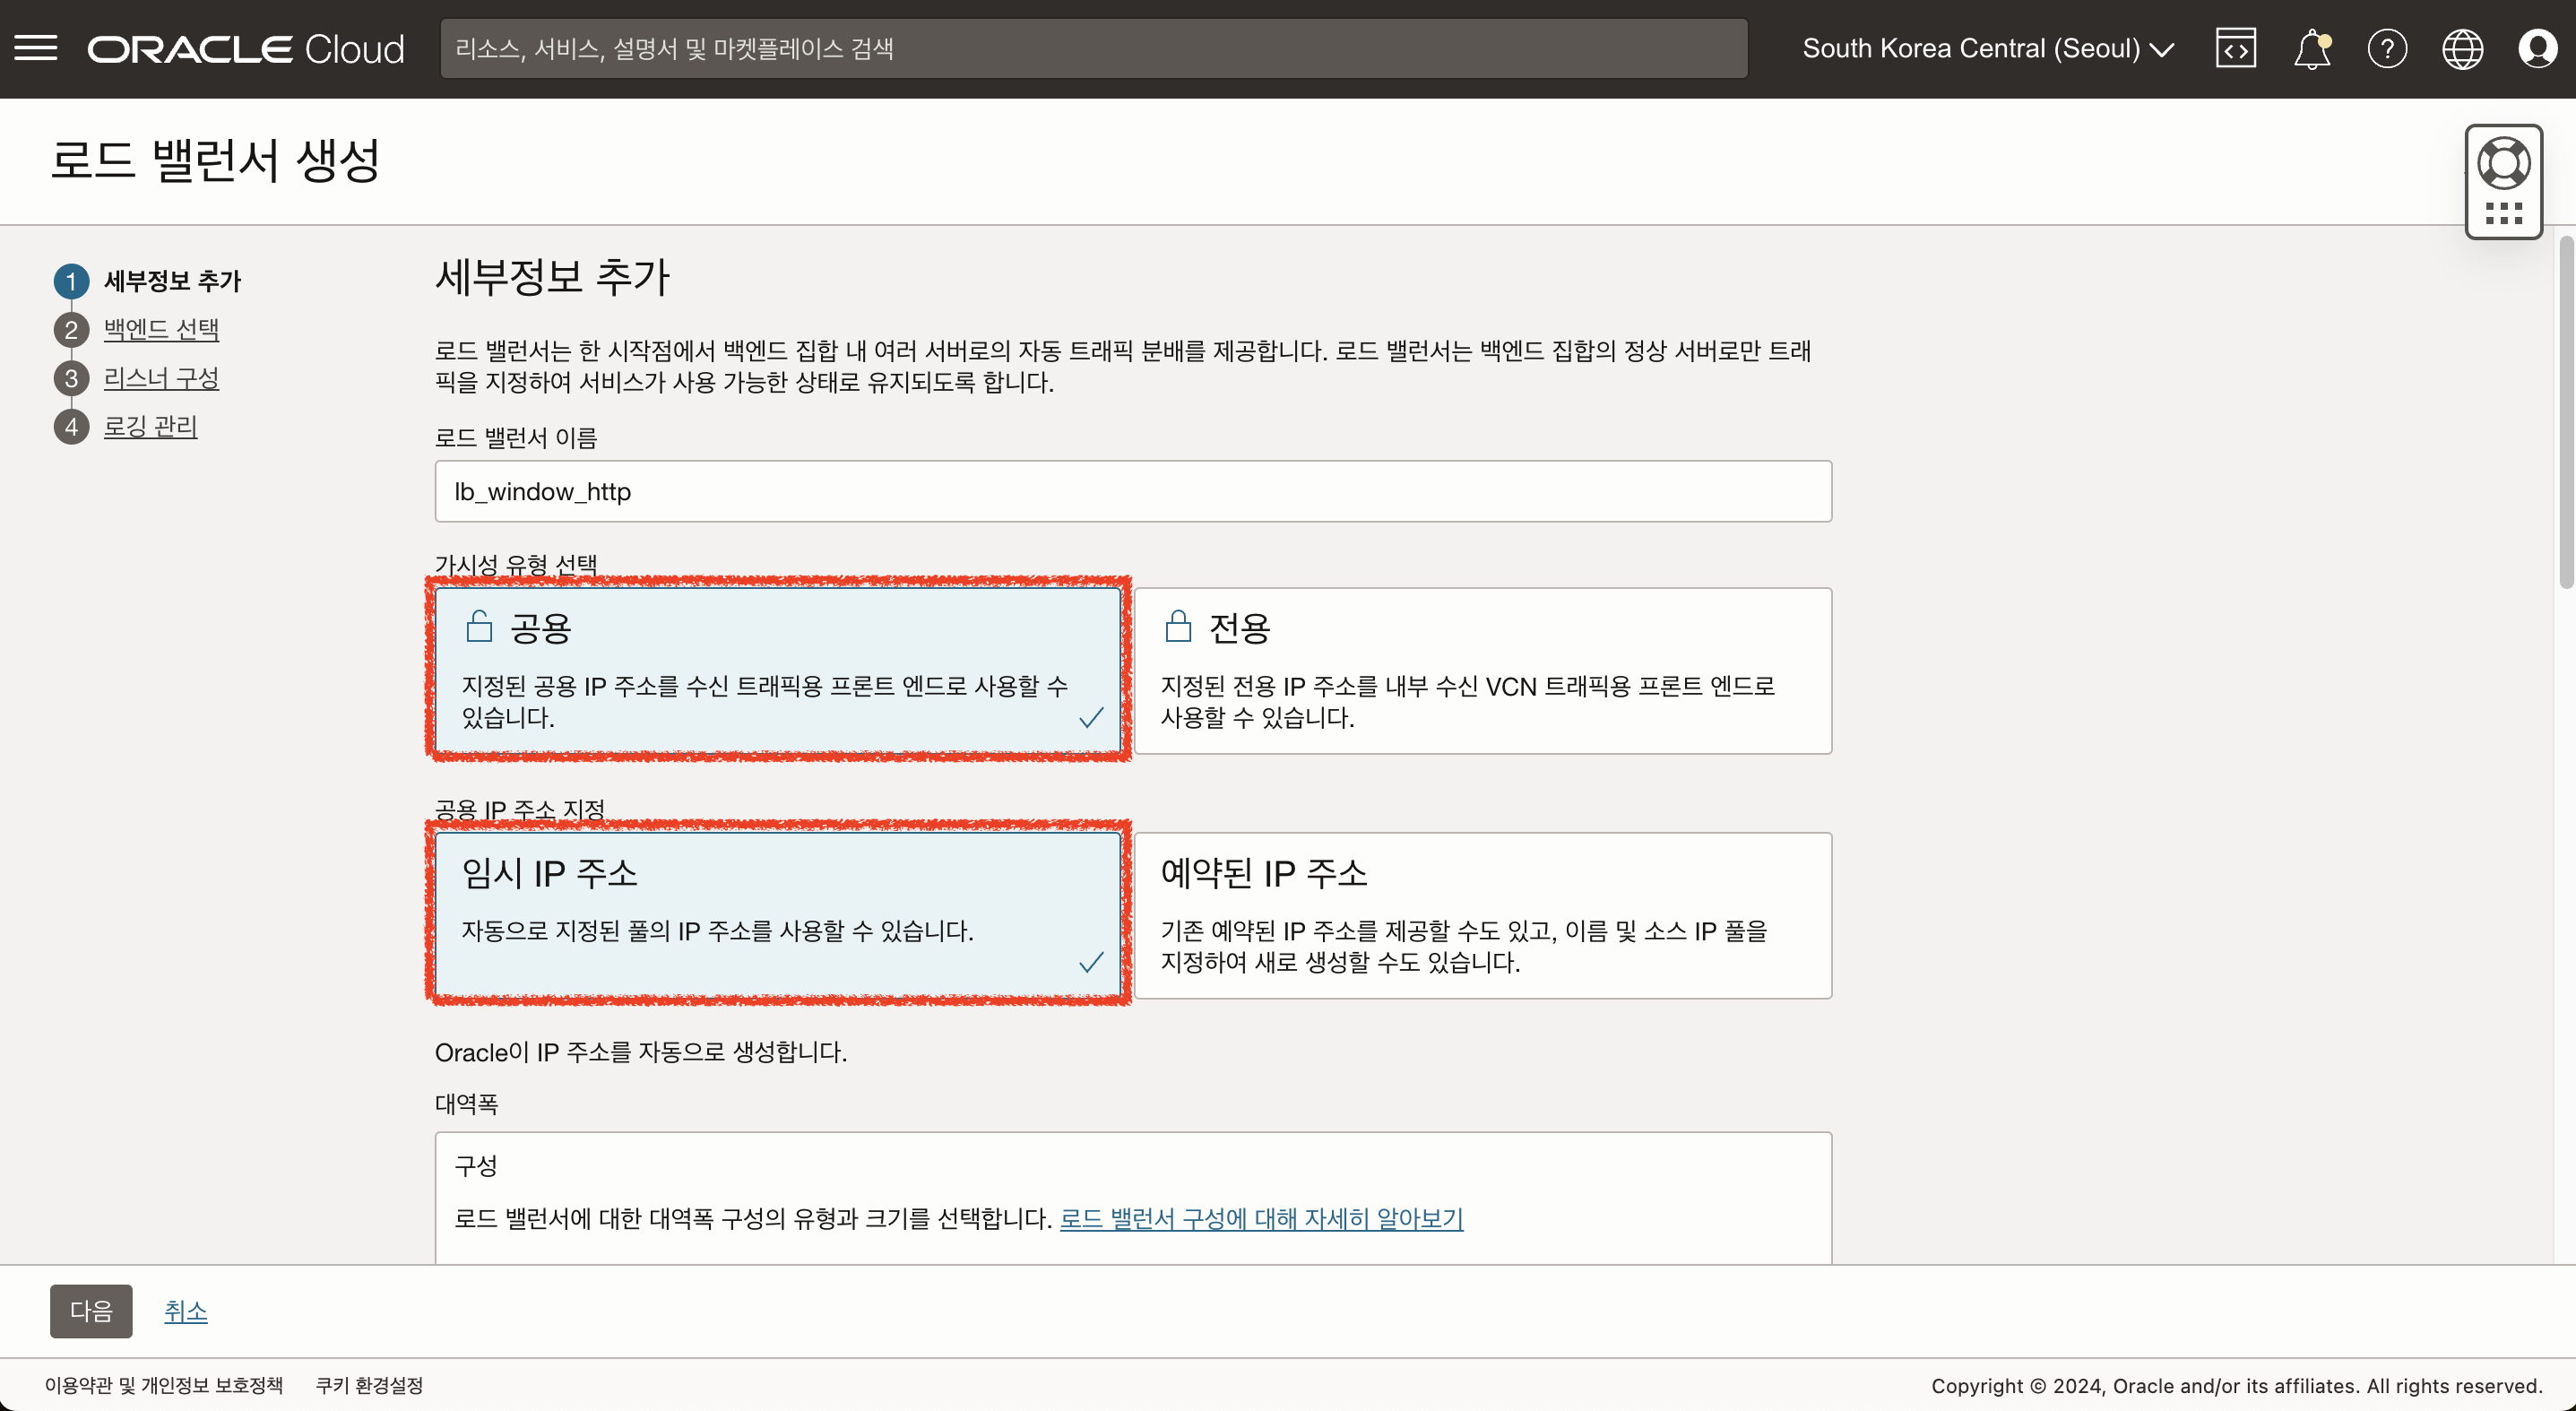 ORACLE Cloud
리소스, 서비스, 설명서 및 마켓플레이스 검색
South Korea Central (Seoul)
로드 밸런서 생성
1 세부정보 추가
2 백엔드 선택
3 리스너 구성
4 로깅 관리
세부정보 추가
로드 밸런서는 한 시작점에서 백엔드 집합 내 여러 서버로의 자동 트래픽 분배를 제공합니다. 로드 밸런서는 백엔드 집합의 정상 서버로만 트래
픽을 지정하여 서비스가 사용 가능한 상태로 유지되도록 합니다.
로드 밸런서 이름
lb_window_http
가시성 유형 선택
공용
지정된 공용 IP 주소를 수신 트래픽용 프론트 엔드로 사용할 수
있습니다.
전용
지정된 전용 IP 주소를 내부 수신 VCN 트래픽용 프론트 엔드로
사용할 수 있습니다.
공용 IP 주소 지정
임시 IP 주소
자동으로 지정된 풀의 IP 주소를 사용할 수 있습니다.
예약된 IP 주소
기존 예약된 IP 주소를 제공할 수도 있고, 이름 및 소스 IP 풀을
지정하여 새로 생성할 수도 있습니다.
Oracle이 IP 주소를 자동으로 생성합니다.
대역폭
구성
로드 밸런서에 대한 대역폭 구성의 유형과 크기를 선택합니다. 로드 밸런서 구성에 대해 자세히 알아보기
다음 취소
이용약관 및 개인정보 보호정책 쿠키 환경설정
Copyright © 2024, Oracle and/or its affiliates. All rights reserved.